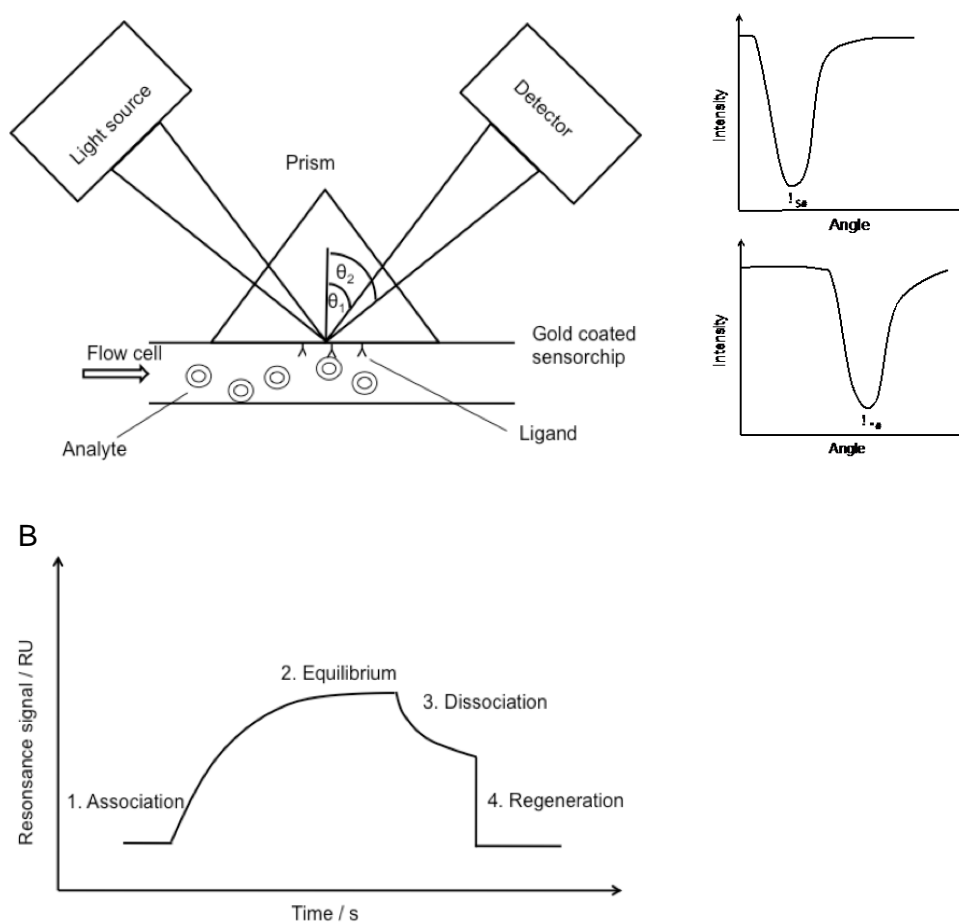 Light source
Detector
Prism
θ2
θ1
Flow cell
Gold coated
sensorchip
Analyte
Ligand
Intensity
Angle
Intensity
Angle
B
Resonsance signal / RU
2. Equilibrium
3. Dissociation
1. Association
4. Regeneration
Time / s